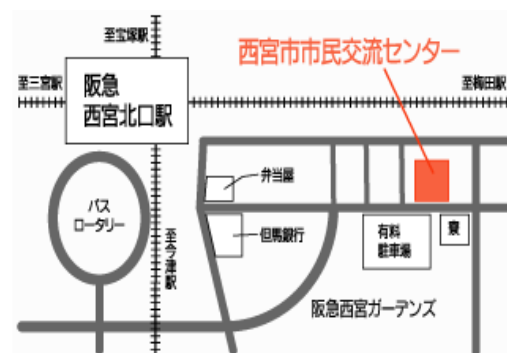 至宝塚駅
西宮市市民交流センター
至三宮駅
阪急
西宮北口駅
至梅田駅
弁当屋
バス
ロータリー
至今津駅
但馬銀行
有料
駐車場
寮
阪急西宮ガーデンズ